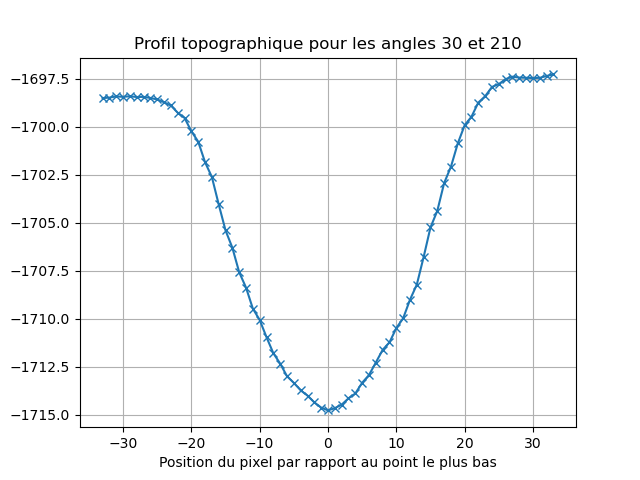 Profil topographique pour les angles 30 et 210
−1697.5
−1700.0
−1702.5
−1705.0
−1707.5
−1710.0
−1712.5
−1715.0
−30 −20 −10 0 10 20 30
Position du pixel par rapport au point le plus bas